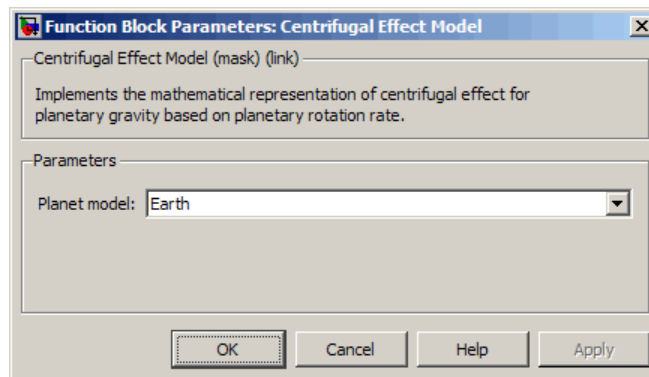 Function Block Parameters: Centrifugal Effect Model
Centrifugal Effect Model (mask) (link)
Implements the mathematical representation of centrifugal effect for
planetary gravity based on planetary rotation rate.
Parameters
Planet model: Earth
OK Cancel Help Apply